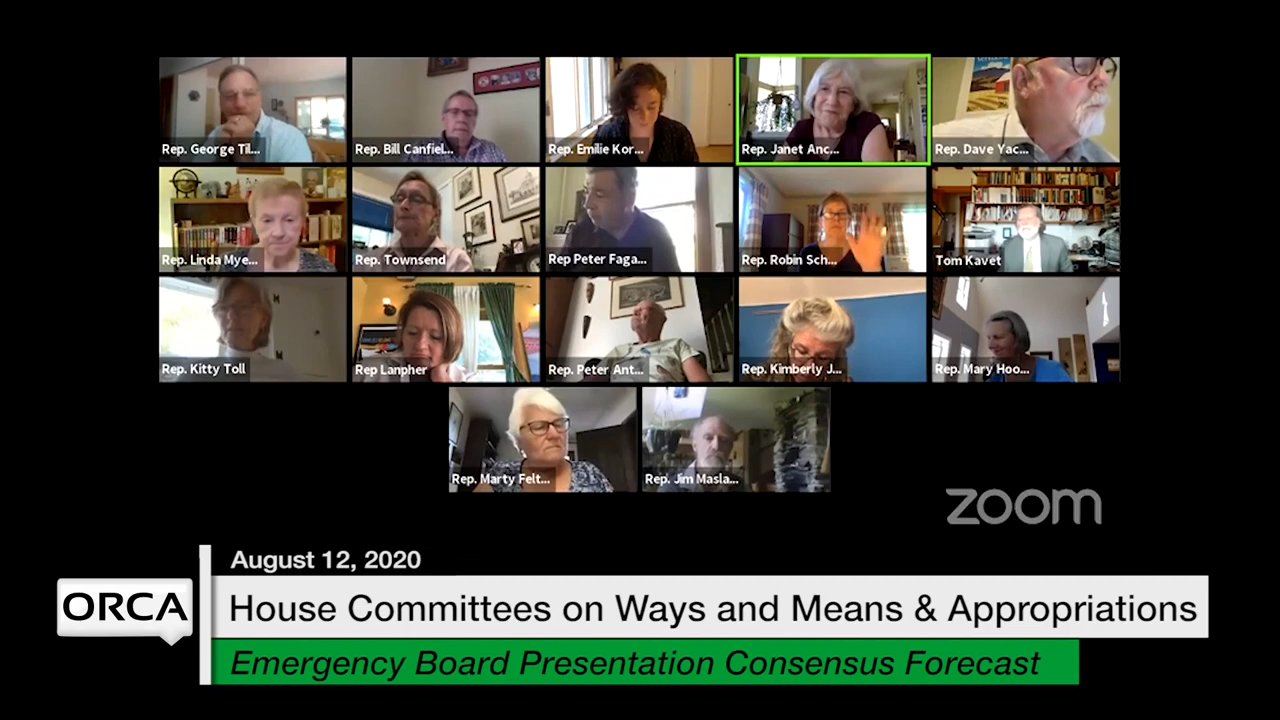 Rep. George Til...
Rep. Bill Canfiel...
Rep. Emilie Kor...
Rep. Janet Anc...
Rep. Dave Yac...
Rep. Linda Mye...
Rep. Townsend
Rep Peter Faga...
Rep. Robin Sch...
Tom Kavet
Rep. Kitty Toll
Rep Lanpher
Rep. Peter Ant...
Rep. Kimberly J...
Rep. Mary Hoo...
Rep. Marty Felt...
Rep. Jim Masla...
zoom
August 12, 2020
ORCA
House Committees on Ways and Means & Appropriations
Emergency Board Presentation Consensus Forecast